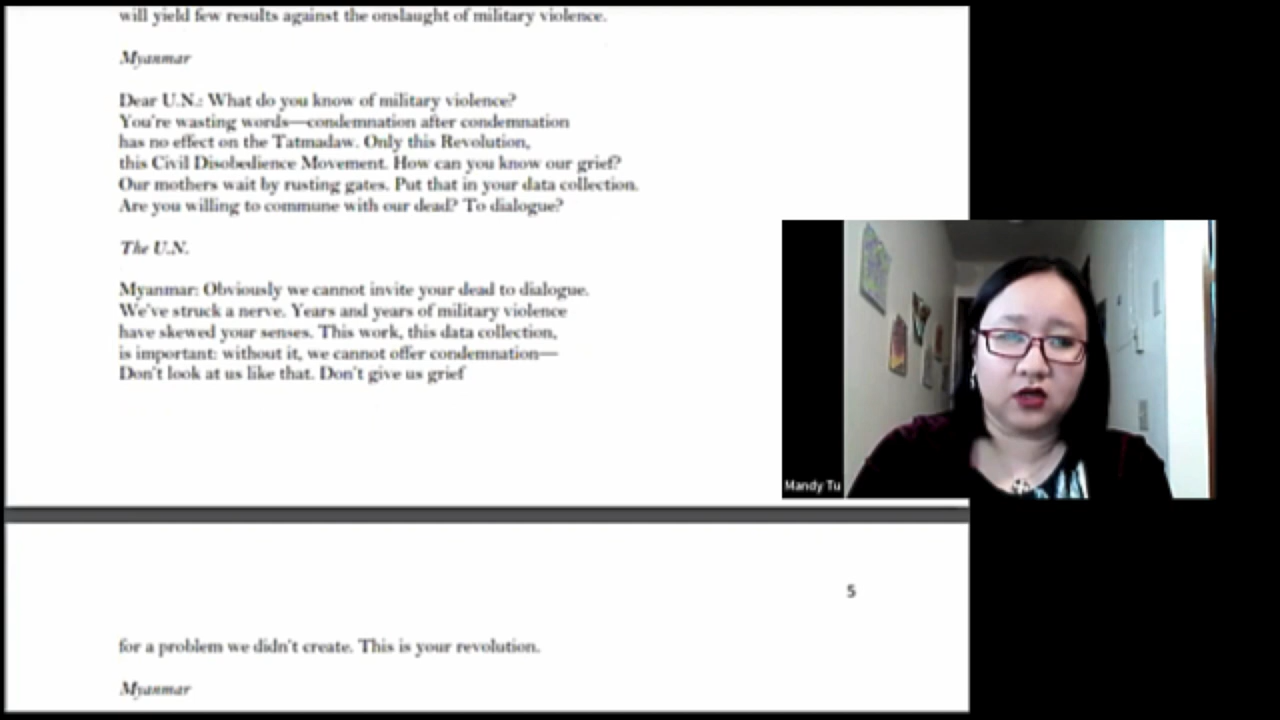 will yield few results against the onslaught of military violence.
Myanmar
Dear U.N.: What do you know of military violence?
You're wasting words—condemnation after condemnation
has no effect on the Tatmadaw. Only this Revolution,
this Civil Disobedience Movement. How can you know our grief?
Our mothers wait by rusting gates. Put that in your data collection.
Are you willing to commune with our dead? To dialogue?
The U.N.
Myanmar: Obviously we cannot invite your dead to dialogue.
We've struck a nerve. Years and years of military violence
have skewed your senses. This work, this data collection,
is important: without it, we cannot offer condemnation—
Don't look at us like that. Don't give us grief
Mandy Tu
5
for a problem we didn't create. This is your revolution.
Myanmar